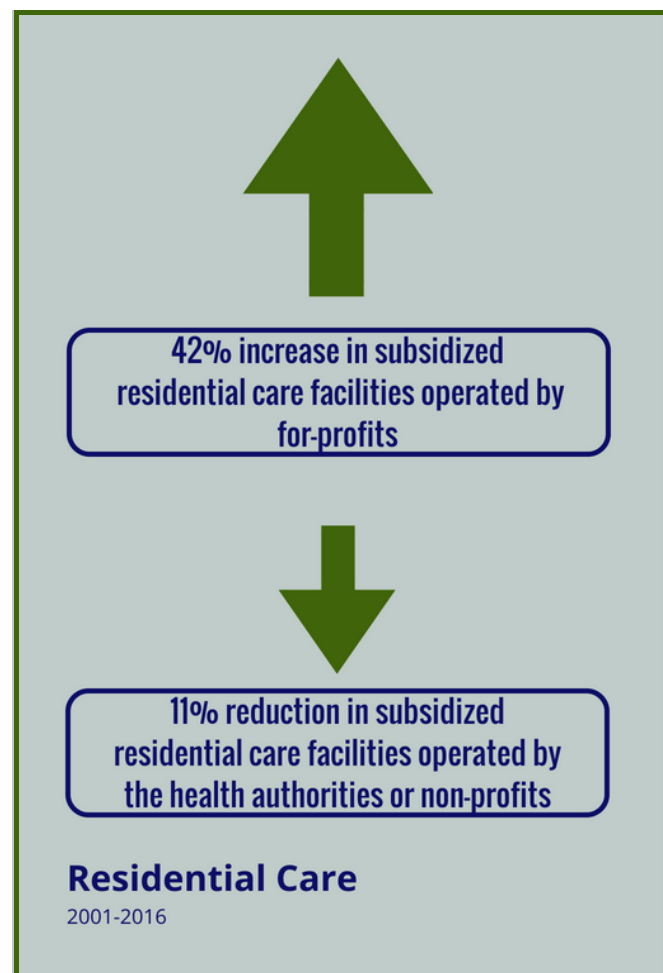 42% increase in subsidized
residential care facilities operated by
for-profits
11% reduction in subsidized
residential care facilities operated by
the health authorities or non-profits
Residential Care
2001-2016